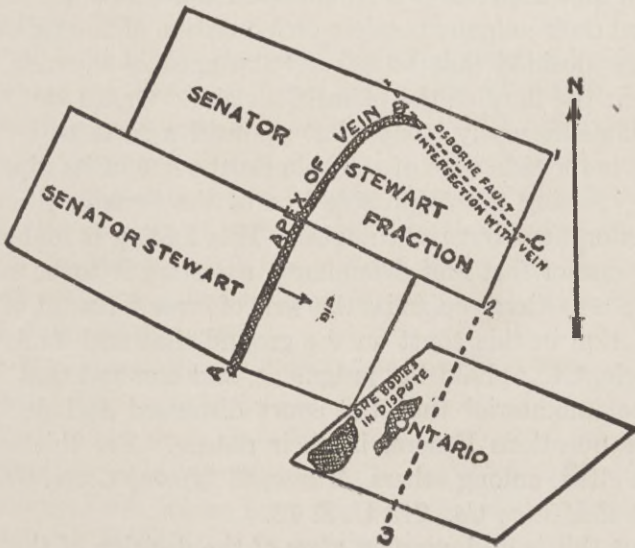 N
SENATOR
APEX OF VEIN
B
1
OSBORNE FAULT
INTERSECTION WITH VEIN
C
STEWART
FRACTION
SENATOR STEWART
DIP
2
A
ORE BODIES
IN DISPUTE
ONTARIO
3